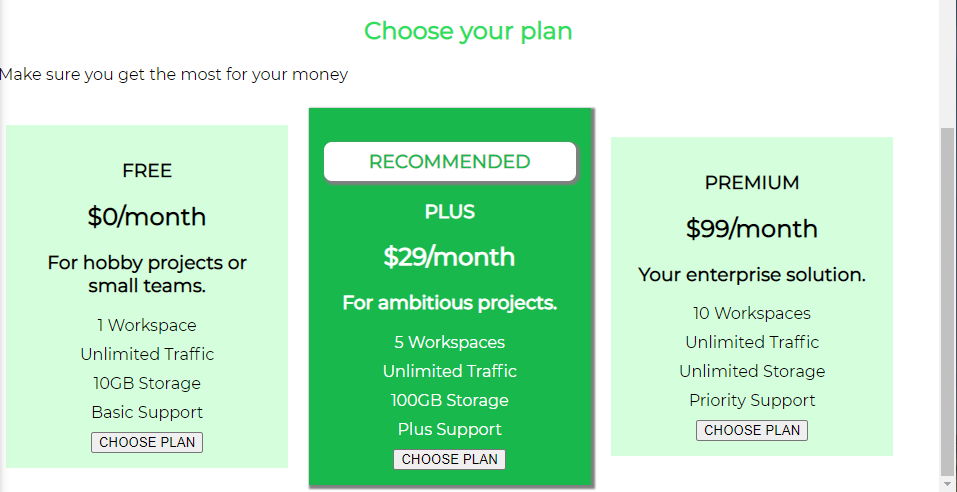 Choose your plan
Make sure you get the most for your money
FREE
$0/month
For hobby projects or
small teams.
1 Workspace
Unlimited Traffic
10GB Storage
Basic Support
CHOOSE PLAN
RECOMMENDED
PLUS
$29/month
For ambitious projects.
5 Workspaces
Unlimited Traffic
100GB Storage
Plus Support
CHOOSE PLAN
PREMIUM
$99/month
Your enterprise solution.
10 Workspaces
Unlimited Traffic
Unlimited Storage
Priority Support
CHOOSE PLAN